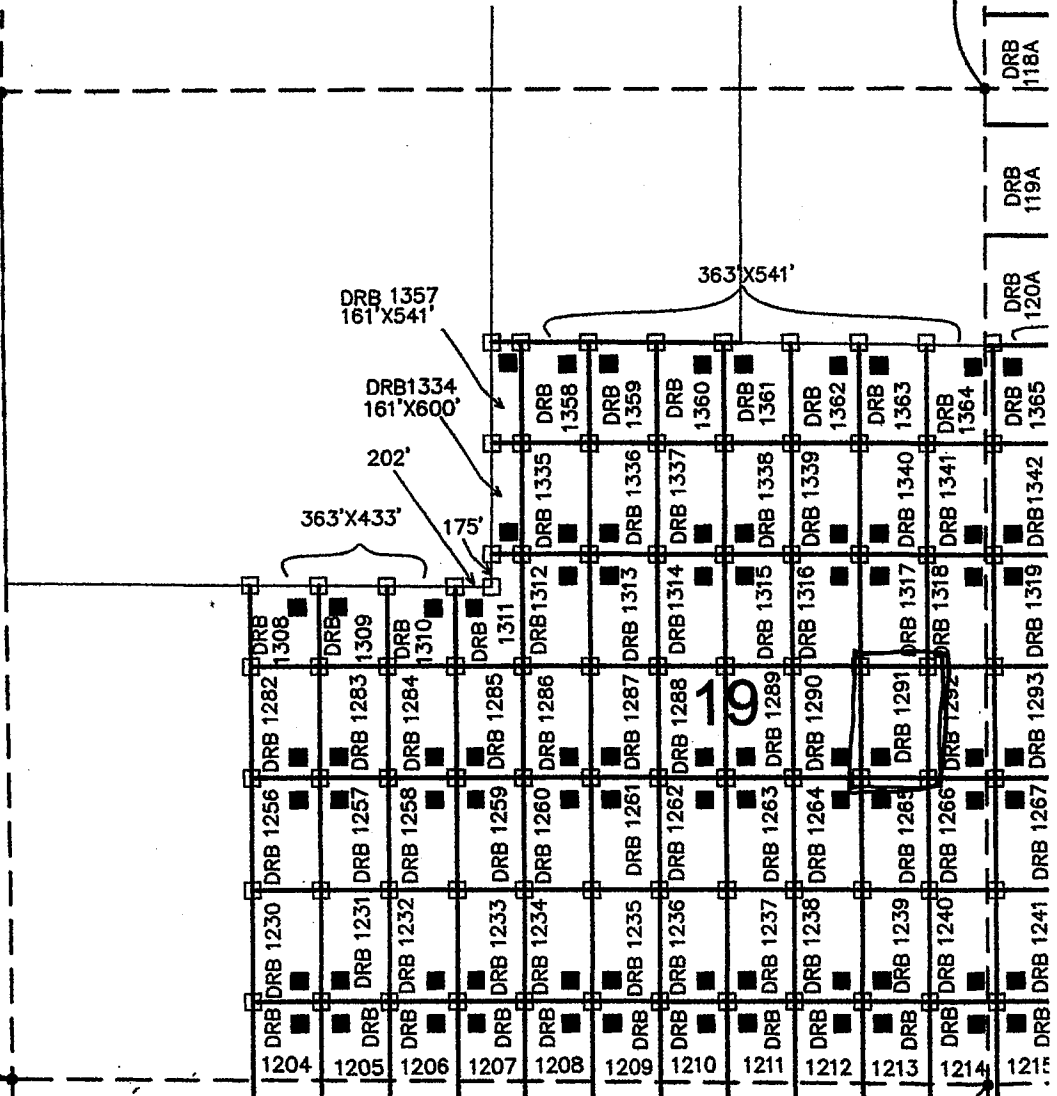 DRB
118A
DRB
119A
DRB
120A
363'X541'
DRB 1357
161'X541'
DRB1334
161'X600'
202'
175'
363'X433'
DRB
1358
DRB
1359
DRB
1360
DRB
1361
DRB
1362
DRB
1363
DRB
1364
DRB
1365
DRB 1335
DRB 1336
DRB 1337
DRB 1338
DRB 1339
DRB 1340
DRB 1341
DRB1342
DRB
1308
DRB
1309
DRB
1310
DRB
1311
DRB1312
DRB 1313
DRB1314
DRB 1315
DRB 1316
DRB 1317
DRB 1318
DRB 1319
DRB 1282
DRB 1283
DRB 1284
DRB 1285
DRB 1286
DRB 1287
DRB 1288
19
DRB 1289
DRB 1290
DRB 1291
DRB 1292
DRB 1293
DRB 1256
DRB 1257
DRB 1258
DRB 1259
DRB 1260
DRB 1261
DRB 1262
DRB 1263
DRB 1264
DRB 1265
DRB 1266
DRB 1267
DRB 1230
DRB 1231
DRB 1232
DRB 1233
DRB 1234
DRB 1235
DRB 1236
DRB 1237
DRB 1238
DRB 1239
DRB 1240
DRB 1241
DRB
1204
DRB
1205
DRB
1206
DRB
1207
DRB
1208
DRB
1209
DRB
1210
DRB
1211
DRB
1212
DRB
1213
DRB
1214
DRB
1215